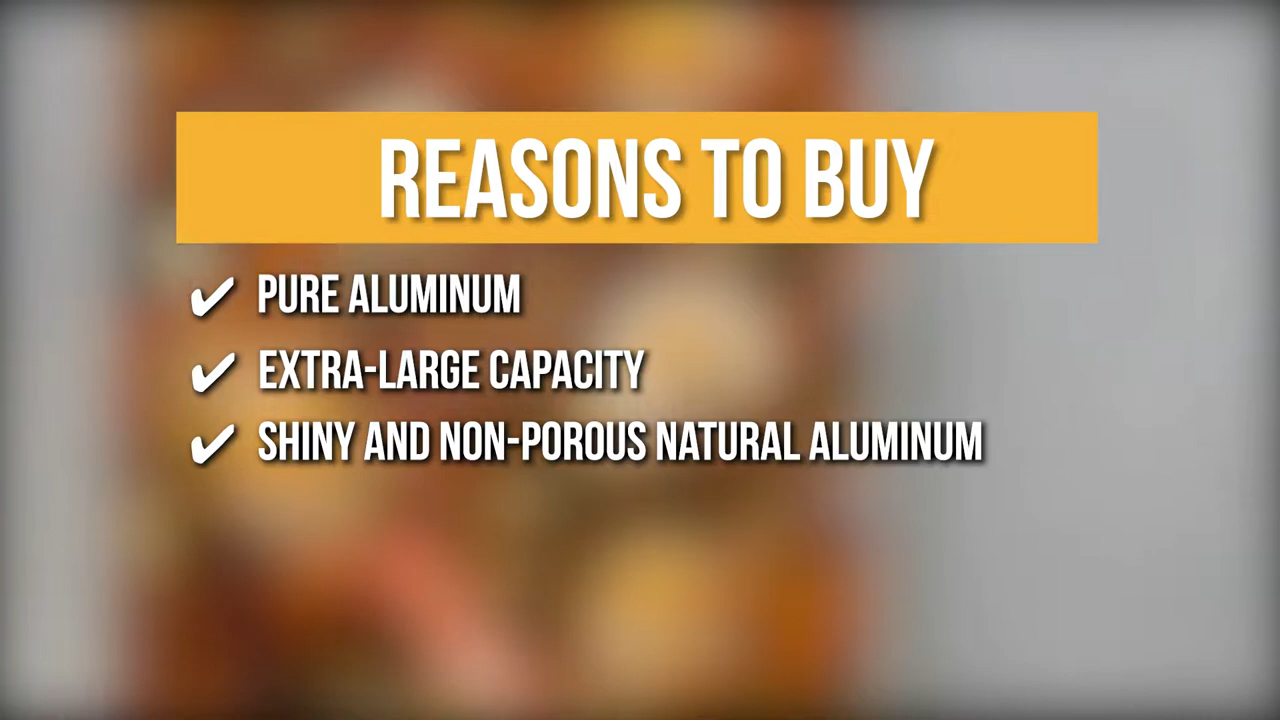 REASONS TO BUY
✔ PURE ALUMINUM
✔ EXTRA-LARGE CAPACITY
✔ SHINY AND NON-POROUS NATURAL ALUMINUM